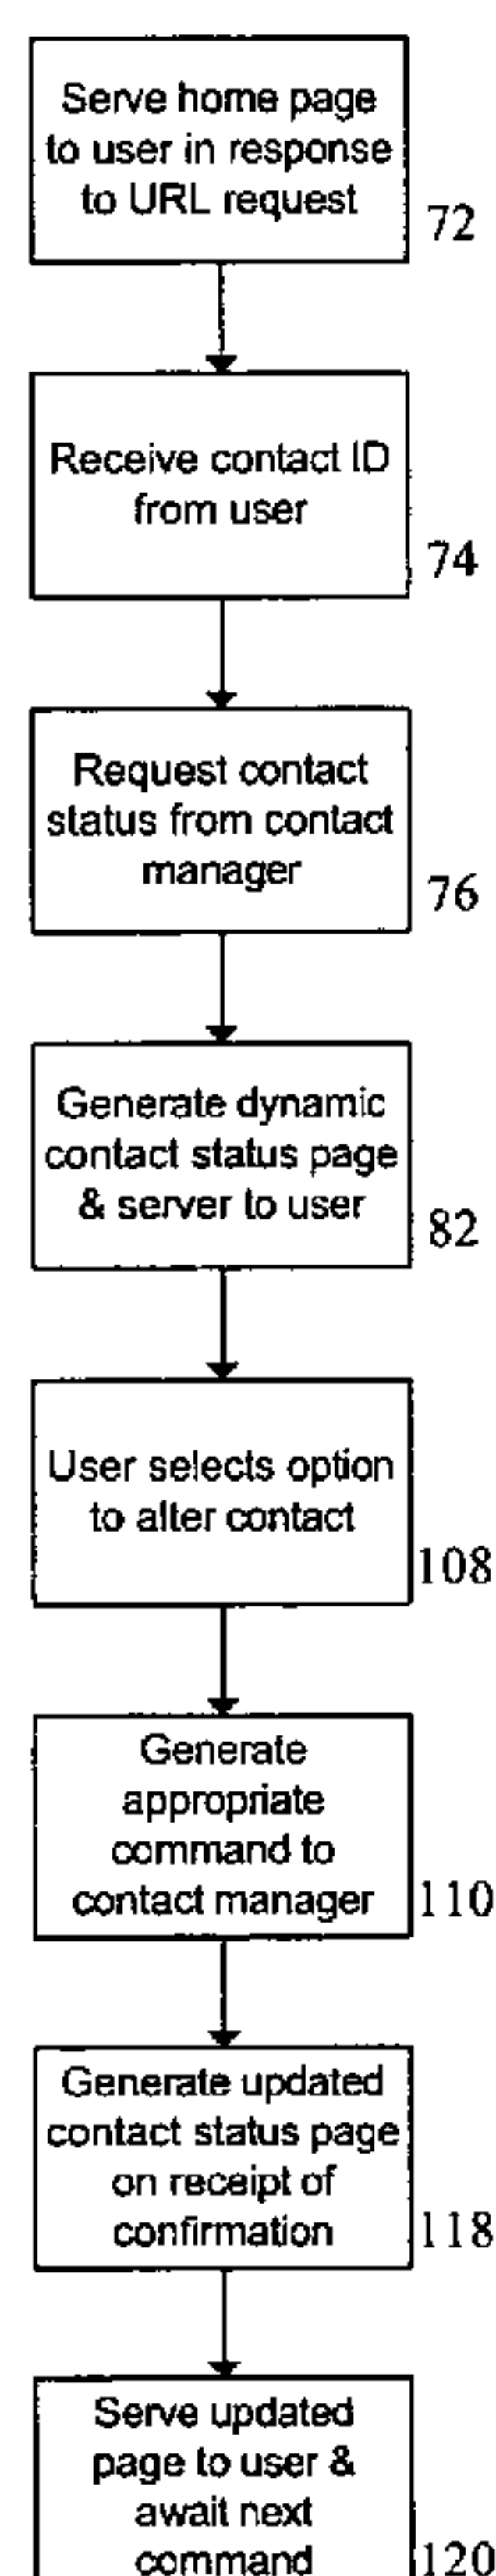 Serve home page
to user in response
to URL request
72
Receive contact ID
from user
74
Request contact
status from contact
manager
76
Generate dynamic
contact status page
& server to user
82
User selects option
to alter contact
108
Generate
appropriate
command to
contact manager
110
Generate updated
contact status page
on receipt of
confirmation
118
Serve updated
page to user &
await next
command
120